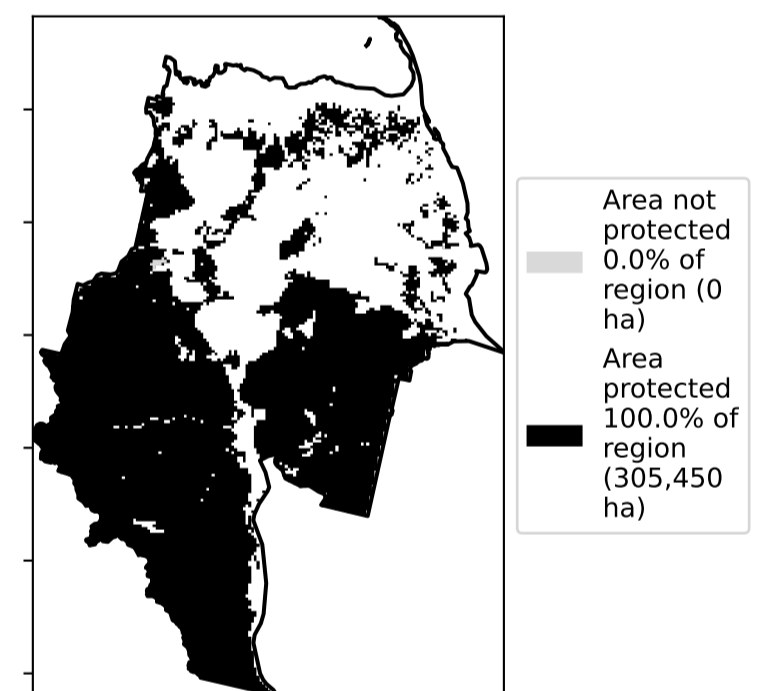 Area not
protected
0.0% of
region (0
ha)
Area
protected
100.0% of
region
(305,450
ha)